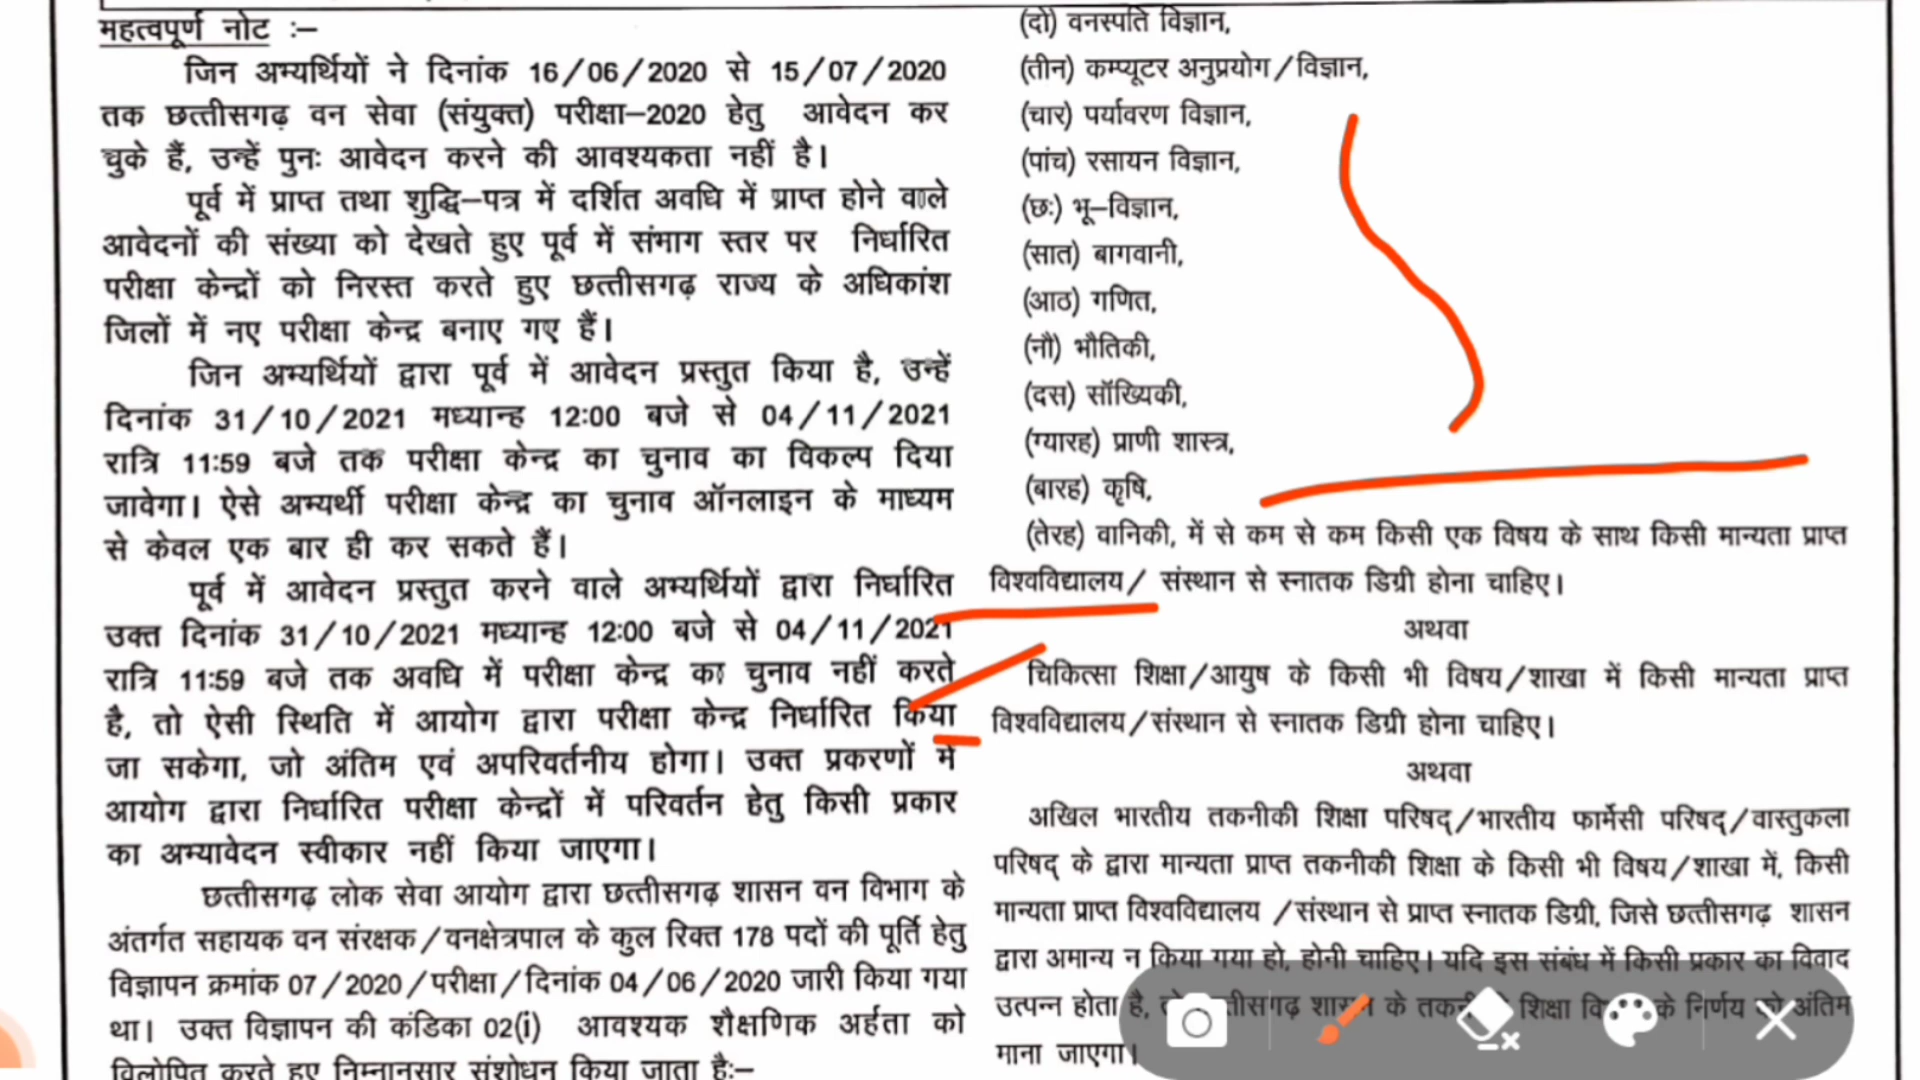 महत्वपूर्ण नोट :–
जिन अभ्यर्थियों ने दिनांक 16/06/2020 से 15/07/2020
तक छत्तीसगढ़ वन सेवा (संयुक्त) परीक्षा–2020 हेतु आवेदन कर
चुके हैं, उन्हें पुनः आवेदन करने की आवश्यकता नहीं है।
पूर्व में प्राप्त तथा शुद्धि–पत्र में दर्शित अवधि में प्राप्त होने वाले
आवेदनों की संख्या को देखते हुए पूर्व में संभाग स्तर पर निर्धारित
परीक्षा केन्द्रों को निरस्त करते हुए छत्तीसगढ़ राज्य के अधिकांश
जिलों में नए परीक्षा केन्द्र बनाए गए हैं।
जिन अभ्यर्थियों द्वारा पूर्व में आवेदन प्रस्तुत किया है, उन्हें
दिनांक 31/10/2021 मध्यान्ह 12:00 बजे से 04/11/2021
रात्रि 11:59 बजे तक परीक्षा केन्द्र का चुनाव का विकल्प दिया
जावेगा। ऐसे अभ्यर्थी परीक्षा केन्द्र का चुनाव ऑनलाइन के माध्यम
से केवल एक बार ही कर सकते हैं।
पूर्व में आवेदन प्रस्तुत करने वाले अभ्यर्थियों द्वारा निर्धारित
उक्त दिनांक 31/10/2021 मध्यान्ह 12:00 बजे से 04/11/2021
रात्रि 11:59 बजे तक अवधि में परीक्षा केन्द्र का चुनाव नहीं करते
है, तो ऐसी स्थिति में आयोग द्वारा परीक्षा केन्द्र निर्धारित किया
जा सकेगा, जो अंतिम एवं अपरिवर्तनीय होगा। उक्त प्रकरणों में
आयोग द्वारा निर्धारित परीक्षा केन्द्रों में परिवर्तन हेतु किसी प्रकार
का अभ्यावेदन स्वीकार नहीं किया जाएगा।
छत्तीसगढ़ लोक सेवा आयोग द्वारा छत्तीसगढ़ शासन वन विभाग के
अंतर्गत सहायक वन संरक्षक/वनक्षेत्रपाल के कुल रिक्त 178 पदों की पूर्ति हेतु
विज्ञापन क्रमांक 07/2020/परीक्षा/दिनांक 04/06/2020 जारी किया गया
था। उक्त विज्ञापन की कंडिका 02(i) आवश्यक शैक्षणिक अर्हता को
विलोपित करते हुए निम्नानुसार संशोधन किया जाता है:–
(दो) वनस्पति विज्ञान,
(तीन) कम्प्यूटर अनुप्रयोग/विज्ञान,
(चार) पर्यावरण विज्ञान,
(पांच) रसायन विज्ञान,
(छः) भू–विज्ञान,
(सात) बागवानी,
(आठ) गणित,
(नौ) भौतिकी,
(दस) सॉख्यिकी,
(ग्यारह) प्राणी शास्त्र,
(बारह) कृषि,
(तेरह) वानिकी, में से कम से कम किसी एक विषय के साथ किसी मान्यता प्राप्त
विश्वविद्यालय/ संस्थान से स्नातक डिग्री होना चाहिए।
अथवा
चिकित्सा शिक्षा/आयुष के किसी भी विषय/शाखा में किसी मान्यता प्राप्त
विश्वविद्यालय/संस्थान से स्नातक डिग्री होना चाहिए।
अथवा
अखिल भारतीय तकनीकी शिक्षा परिषद्/भारतीय फार्मेसी परिषद्/वास्तुकला
परिषद् के द्वारा मान्यता प्राप्त तकनीकी शिक्षा के किसी भी विषय/शाखा में, किसी
मान्यता प्राप्त विश्वविद्यालय /संस्थान से प्राप्त स्नातक डिग्री, जिसे छत्तीसगढ़ शासन
द्वारा अमान्य न किया गया हो, होनी चाहिए। यदि इस संबंध में किसी प्रकार का विवाद
उत्पन्न होता है, शासन के शिक्षा के निर्णय को अंतिम
माना जाएगा।